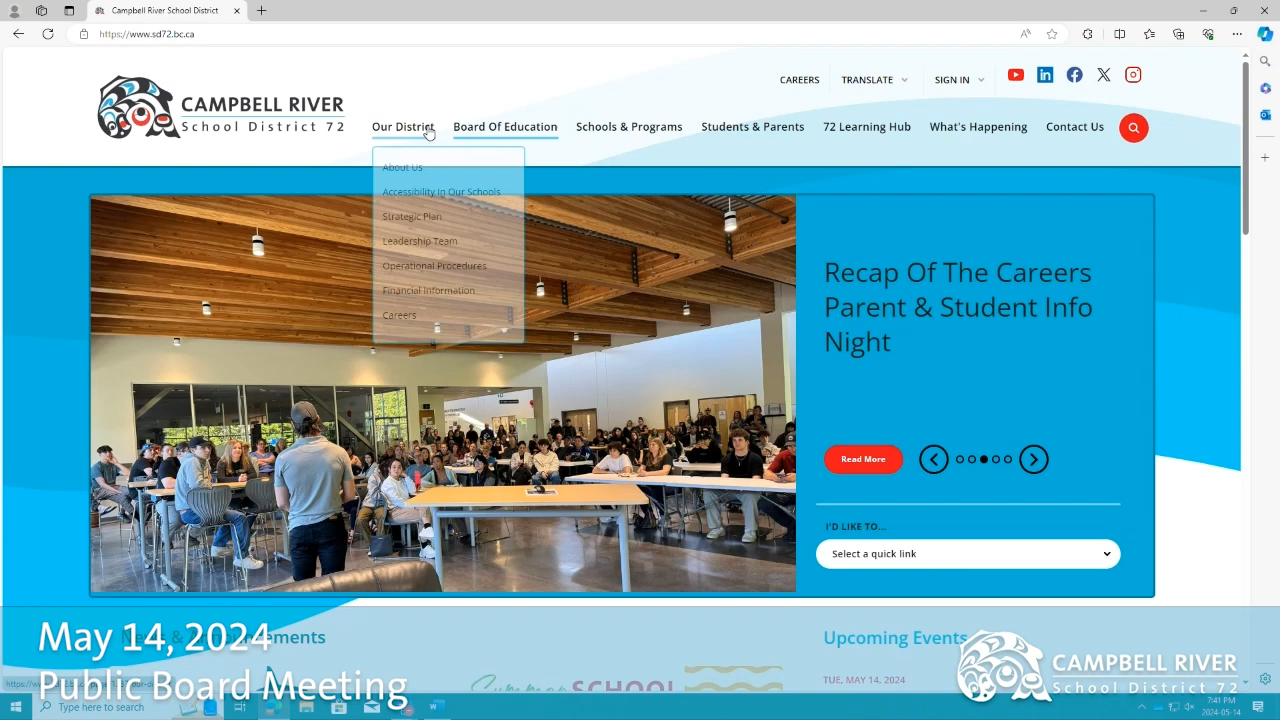 Campbell River School District
https://www.sd72.bc.ca
CAREERS
TRANSLATE
SIGN IN
CAMPBELL RIVER
School District 72
Our District
Board Of Education
Schools & Programs
Students & Parents
72 Learning Hub
What's Happening
Contact Us
About Us
Accessibility In Our Schools
Strategic Plan
Leadership Team
Operational Procedures
Financial Information
Careers
Recap Of The Careers
Parent & Student Info
Night
Read More
I'D LIKE TO...
Select a quick link
May 14, 2024
Public Board Meeting
Upcoming Events
TUE, MAY 14, 2024
SCHOOL
CAMPBELL RIVER
School District 72
Type here to search
7:41 PM
2024-05-14